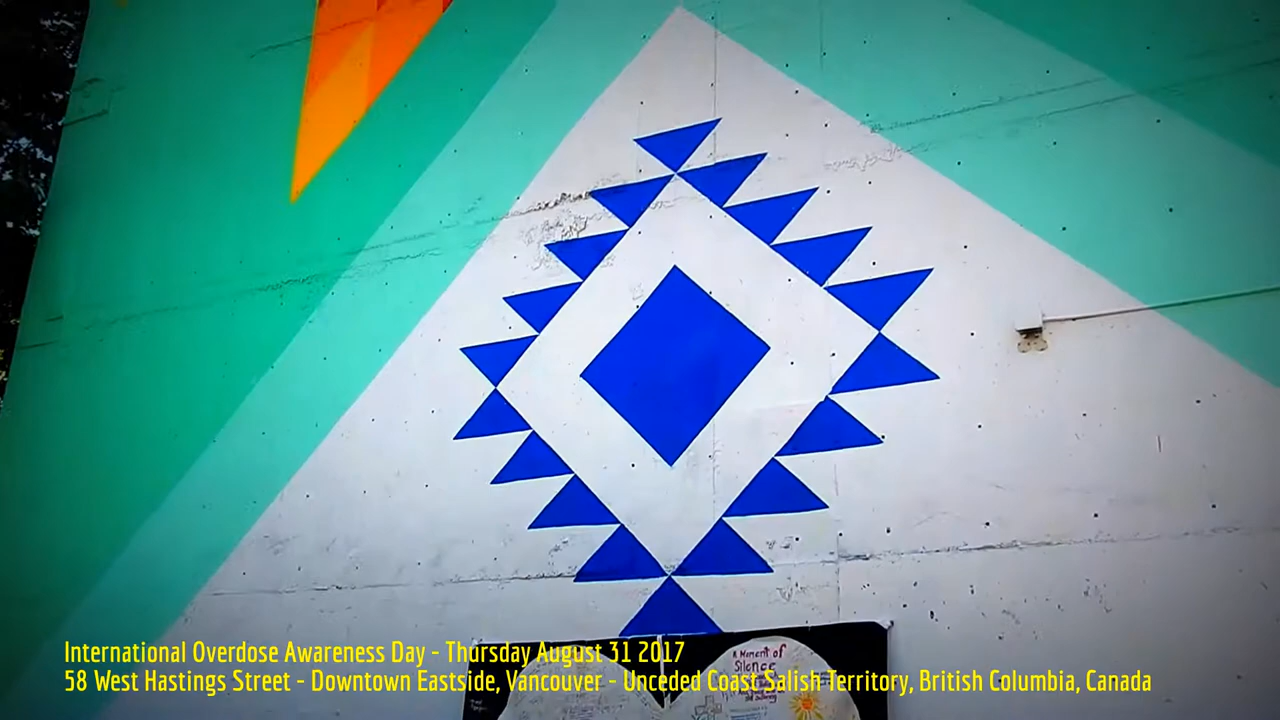 A Moment of
Silence
International Overdose Awareness Day - Thursday August 31 2017
58 West Hastings Street - Downtown Eastside, Vancouver - Unceded Coast Salish Territory, British Columbia, Canada